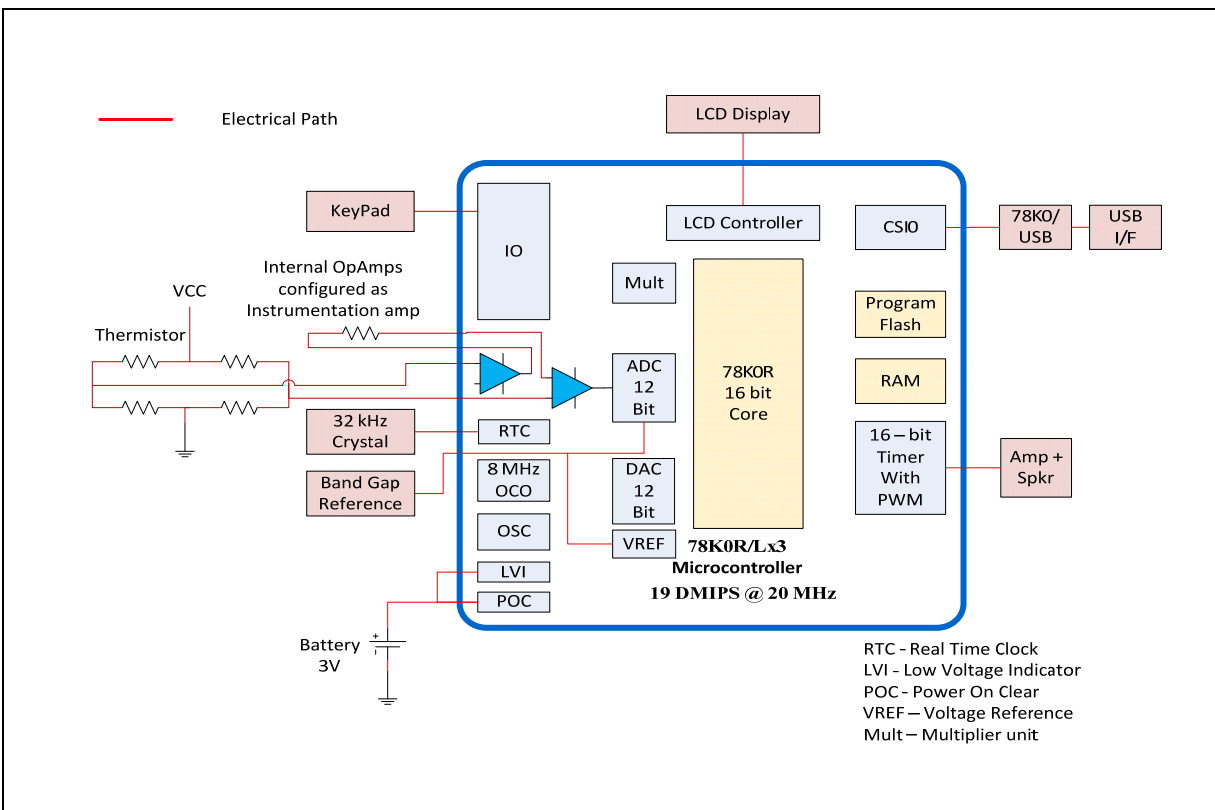 Electrical Path
LCD Display
KeyPad
IO
LCD Controller
CSI0
78K0/
USB
USB
I/F
Internal OpAmps
configured as
Instrumentation amp
VCC
Thermistor
Mult
Program
Flash
ADC
12
Bit
78K0R
16 bit
Core
RAM
32 kHz
Crystal
RTC
16–bit
Timer
With
PWM
Amp +
Spkr
Band Gap
Reference
8 MHz
OCO
DAC
12
Bit
OSC
VREF
78K0R/Lx3
Microcontroller
19 DMIPS @ 20 MHz
LVI
POC
Battery
3V
+
-
RTC - Real Time Clock
LVI - Low Voltage Indicator
POC - Power On Clear
VREF – Voltage Reference
Mult – Multiplier unit